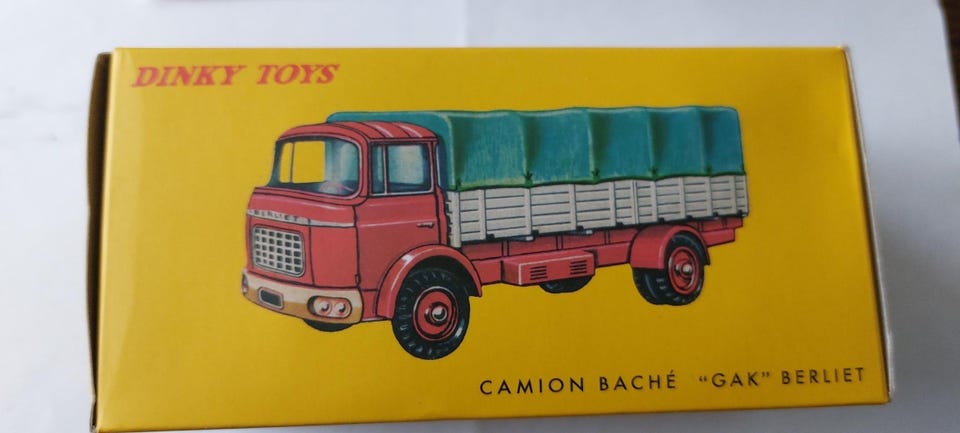 DINKY TOYS
BERLIET
CAMION BACHÉ "GAK" BERLIET